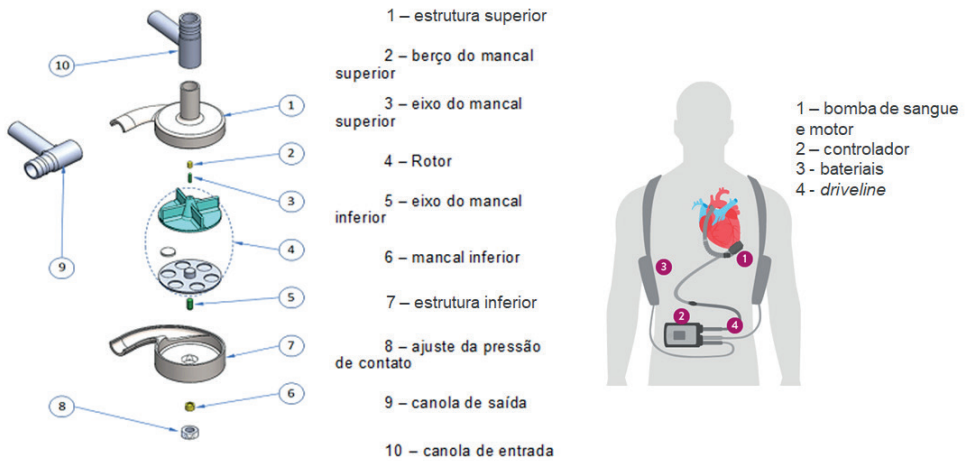 1 – estrutura superior
2 – berço do mancal
superior
3 – eixo do mancal
superior
4 – Rotor
5 – eixo do mancal
inferior
6 – mancal inferior
7 – estrutura inferior
8 – ajuste da pressão
de contato
9 – canola de saída
10 – canola de entrada
10
1
2
3
4
9
5
7
6
8
1 – bomba de sangue
e motor
2 – controlador
3 - bateriais
4 - driveline
1
3
2
4